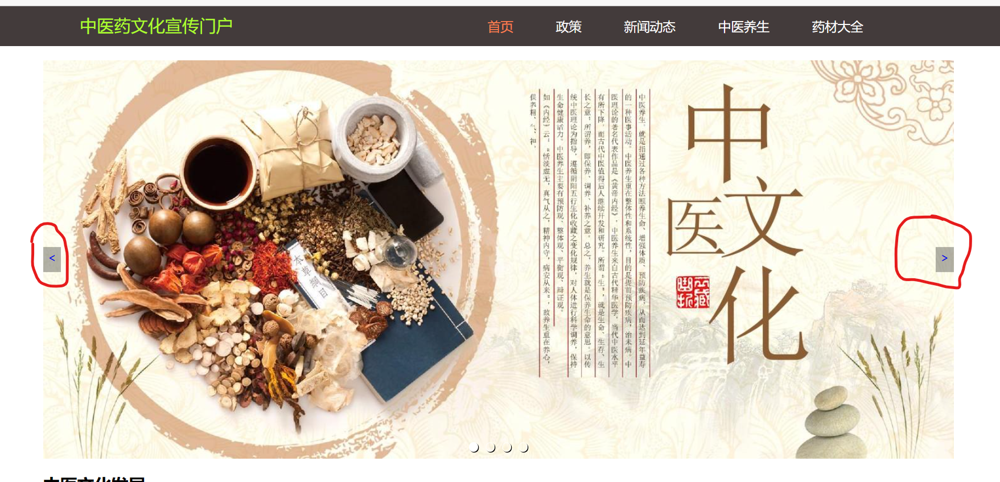 中医药文化宣传门户
首页 政策 新闻动态 中医养生 药材大全
中医养生,就是指通过各种方法颐养生命、增强体质、预防疾病,从而达到延年益寿
的一种医事活动。中医养生重在整体性和系统性,目的是提前预防疾病,治未病。中
医理论的著名代表作品是《黄帝内经》,中医养生来自古代精华医学,当代中医水平
有所下降,而古代中医值得后人继续开发和研究。所谓“生”,就是生命、生存、生
长之意;所谓养,即保养、调养、补养之意。总之,养生就是保养生命的意思。以传
统中医理论为指导,遵循阴阳五行生化收藏之变化规律,对人体进行科学调养,保持
生命健康活力。中医养生主要有预防观、整体观、平衡观、辩证观。
如《内经》云:“恬淡虚无,真气从之,精神内守,病安从来”,故养生重在养心,
保养精、气、神。
中
文
医
化
本草纲目
<
>
中医文化发展